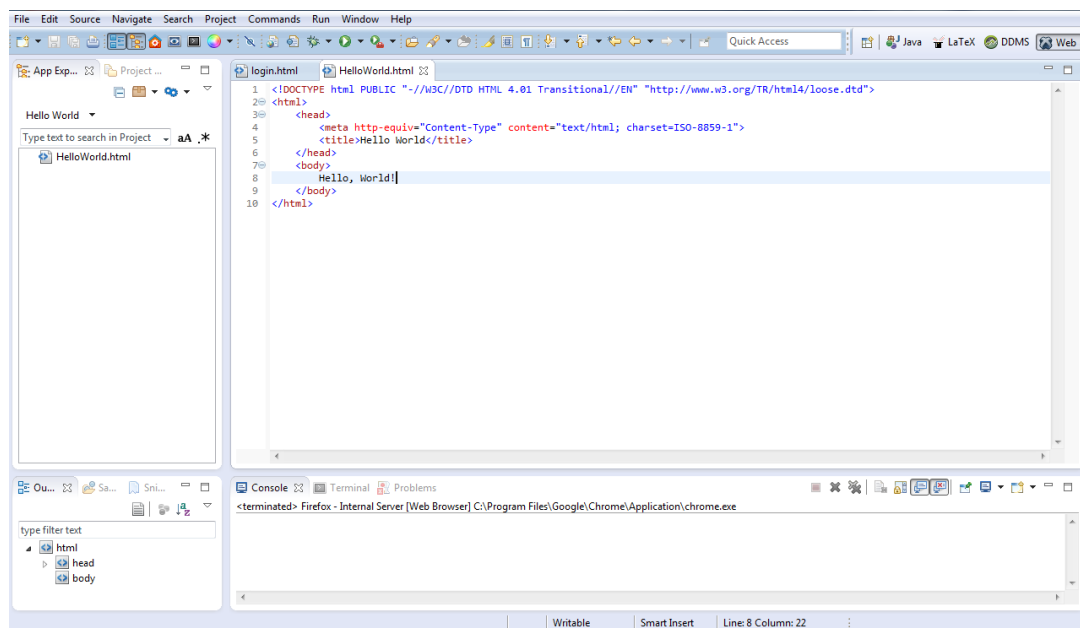 File Edit Source Navigate Search Project Commands Run Window Help
Quick Access Java LaTeX DDMS Web
App Exp... Project ...
Hello World
Type text to search in Project aA .*
HelloWorld.html
login.html HelloWorld.html
1 <!DOCTYPE html PUBLIC "-//W3C//DTD HTML 4.01 Transitional//EN" "http://www.w3.org/TR/html4/loose.dtd">
2 <html>
3 <head>
4 <meta http-equiv="Content-Type" content="text/html; charset=ISO-8859-1">
5 <title>Hello World</title>
6 </head>
7 <body>
8 Hello, World!
9 </body>
10 </html>
Ou... Sa... Sni...
type filter text
html
head
body
Console Terminal Problems
<terminated> Firefox - Internal Server [Web Browser] C:\Program Files\Google\Chrome\Application\chrome.exe
Writable Smart Insert Line: 8 Column: 22